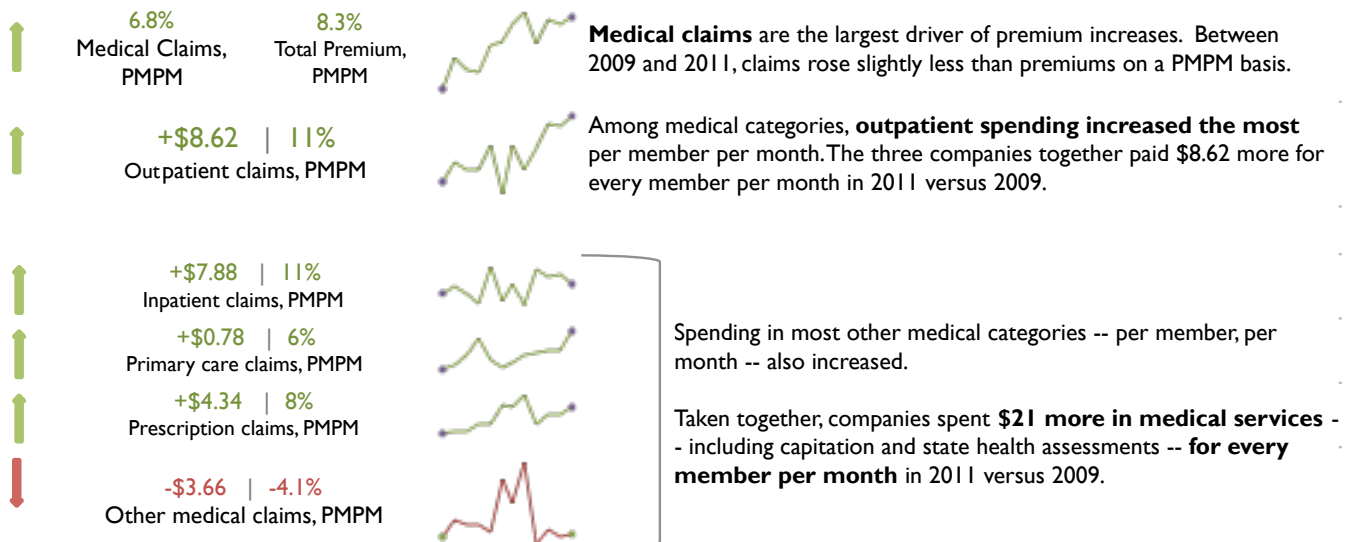 6.8%
Medical Claims,
PMPM
8.3%
Total Premium,
PMPM
Medical claims are the largest driver of premium increases. Between
2009 and 2011, claims rose slightly less than premiums on a PMPM basis.
+$8.62 | 11%
Outpatient claims, PMPM
Among medical categories, outpatient spending increased the most
per member per month. The three companies together paid $8.62 more for
every member per month in 2011 versus 2009.
+$7.88 | 11%
Inpatient claims, PMPM
+$0.78 | 6%
Primary care claims, PMPM
+$4.34 | 8%
Prescription claims, PMPM
-$3.66 | -4.1%
Other medical claims, PMPM
Spending in most other medical categories -- per member, per
month -- also increased.
Taken together, companies spent $21 more in medical services -
- including capitation and state health assessments -- for every
member per month in 2011 versus 2009.